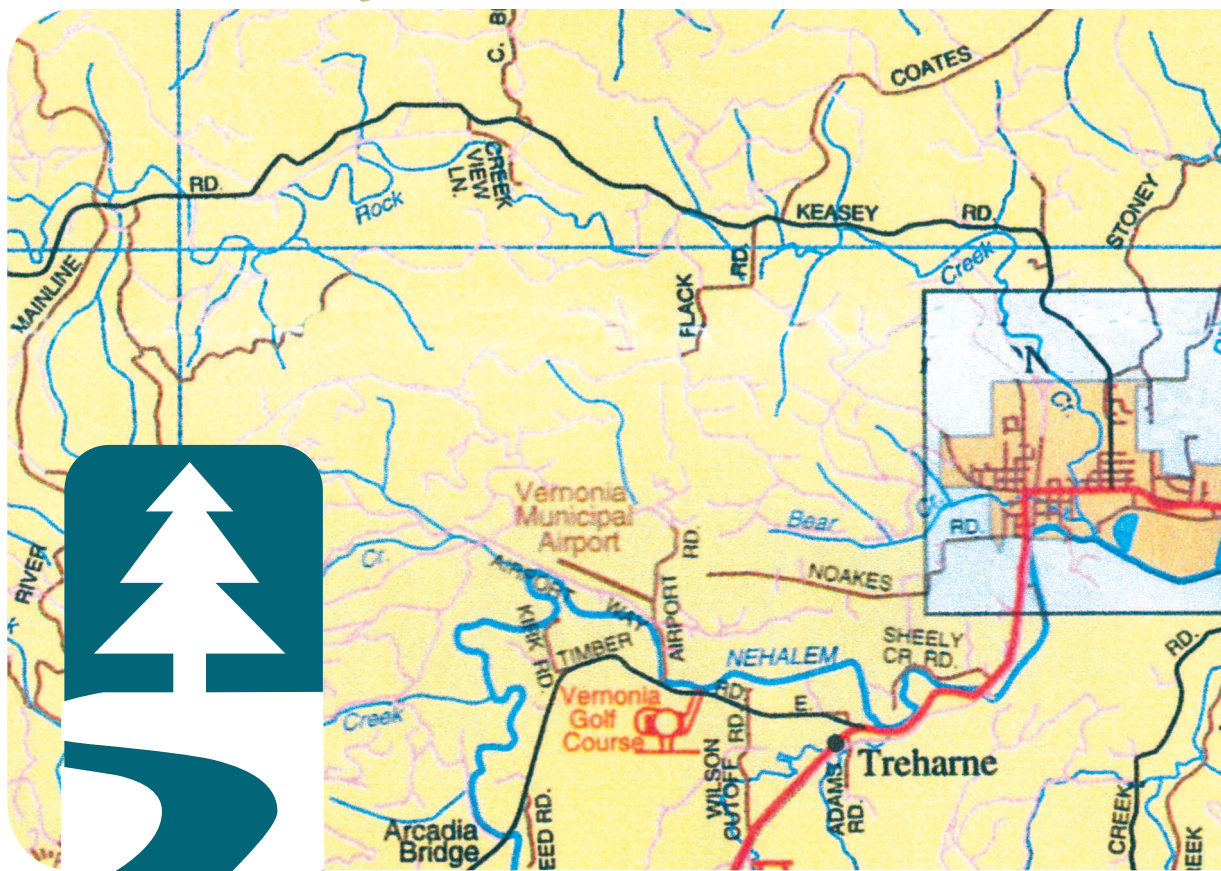 C. B
COATES
RD.
CREEK
VIEW
LN.
Rock
KEASEY
RD.
STONEY
MAINLINE
RD.
Creek
FLACK
N
Cr.
Vernonia
Municipal
Airport
Bear
Cr.
RD.
RIVER
Cr.
AIRPORT
WAY
RD.
NOAKES
KIRK RD.
TIMBER
AIRPORT
NEHALEM
SHEELY
CR. RD.
RD.
Vernonia
Golf
Course
RD.
E.
Creek
WILSON
CUTOFF
RD.
Treharne
ADAMS
RD.
Arcadia
Bridge
EED RD.
CREEK
REEK